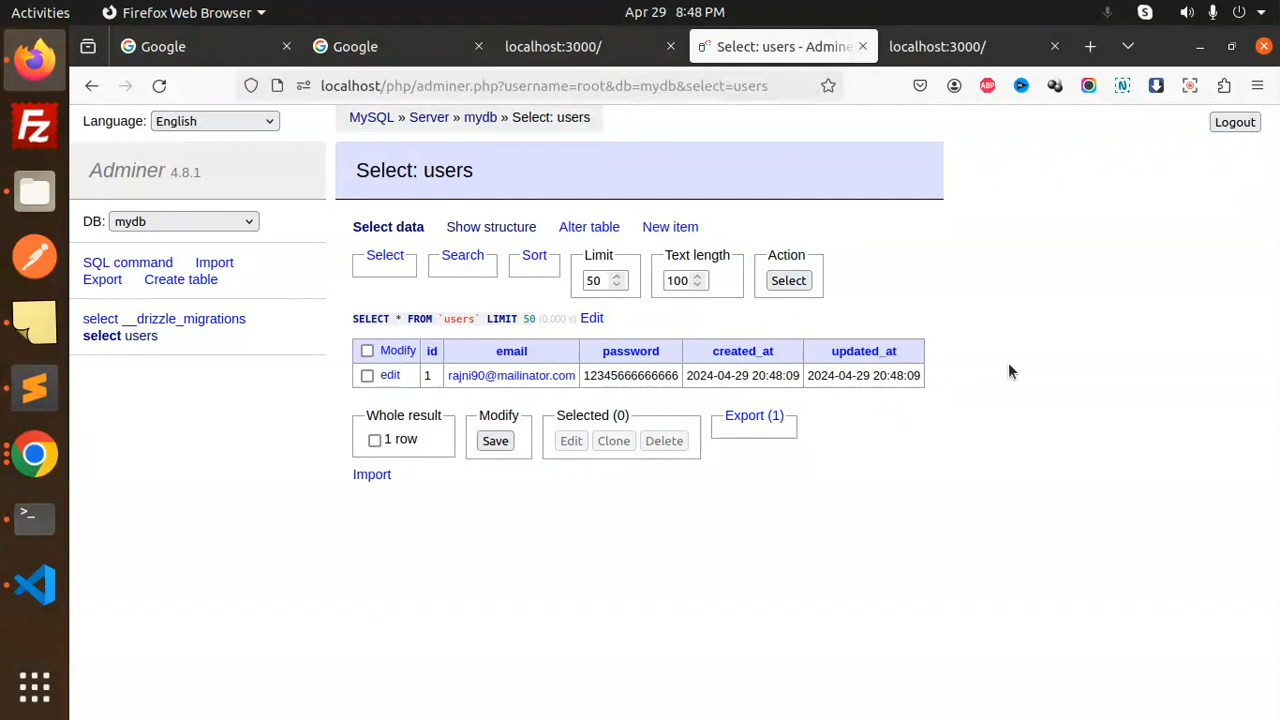 Activities Firefox Web Browser Apr 29 8:48 PM
Google Google localhost:3000/ Select: users - Admine localhost:3000/
localhost/php/adminer.php?username=root&db=mydb&select=users
Language: English MySQL » Server » mydb » Select: users Logout
Adminer 4.8.1 Select: users
DB: mydb Select data Show structure Alter table New item
SQL command Import Select Search Sort Limit Text length Action
Export Create table 50 100 Select
select __drizzle_migrations SELECT * FROM `users` LIMIT 50 (0.000 s) Edit
select users
Modify id email password created_at updated_at
edit 1 rajni90@mailinator.com 12345666666666 2024-04-29 20:48:09 2024-04-29 20:48:09
Whole result Modify Selected (0) Export (1)
1 row Save Edit Clone Delete
Import